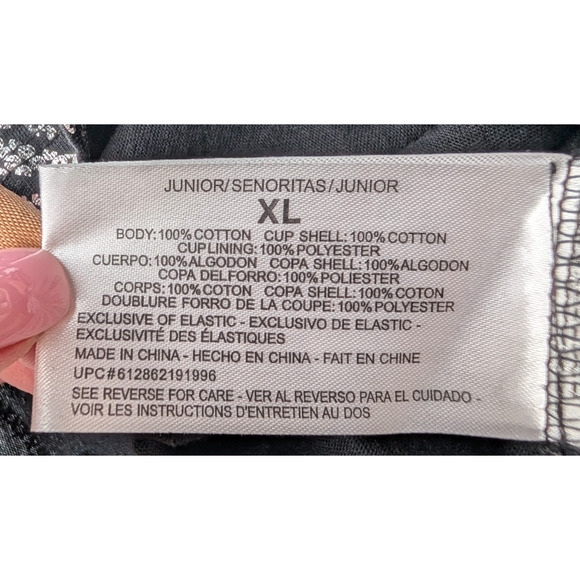 JUNIOR/SENORITAS/JUNIOR
XL
BODY:100%COTTON CUP SHELL:100%COTTON
CUPLINING:100%POLYESTER
CUERPO:100%ALGODON COPA SHELL:100%ALGODON
COPA DELFORRO:100%POLIESTER
CORPS:100%COTON COPA SHELL:100%COTON
DOUBLURE FORRO DE LA COUPE:100%POLYESTER
EXCLUSIVE OF ELASTIC - EXCLUSIVO DE ELASTIC -
EXCLUSIVITÉ DES ÉLASTIQUES
MADE IN CHINA - HECHO EN CHINA - FAIT EN CHINE
UPC#612862191996
SEE REVERSE FOR CARE - VER AL REVERSO PARA EL CUIDADO -
VOIR LES INSTRUCTIONS D'ENTRETIEN AU DOS